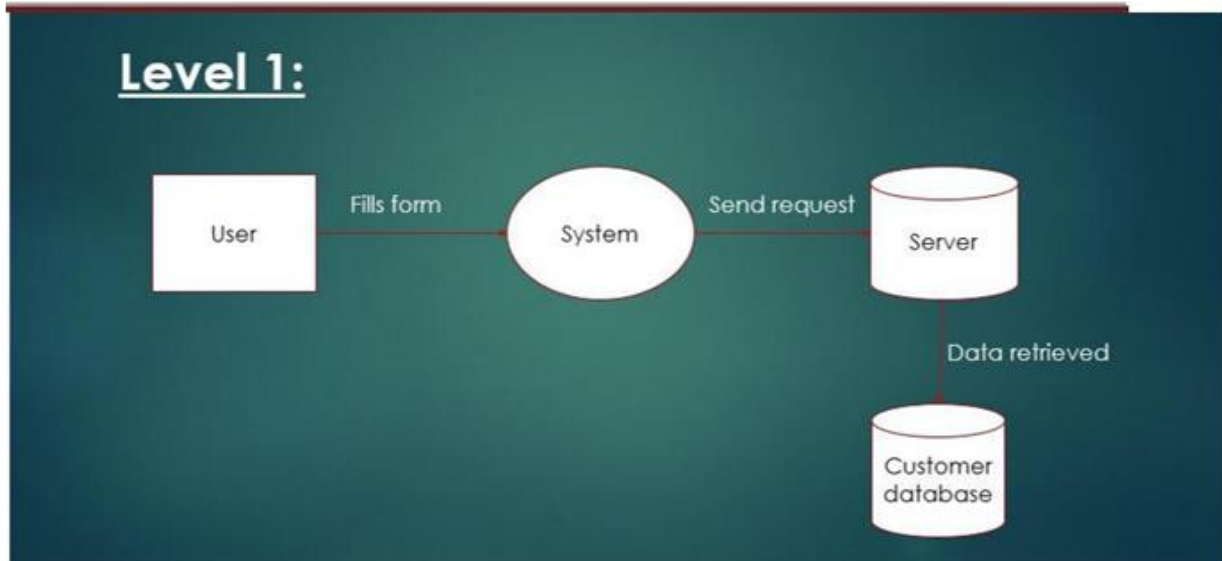 Level 1:
Fills form
Send request
User
System
Server
Data retrieved
Customer
database